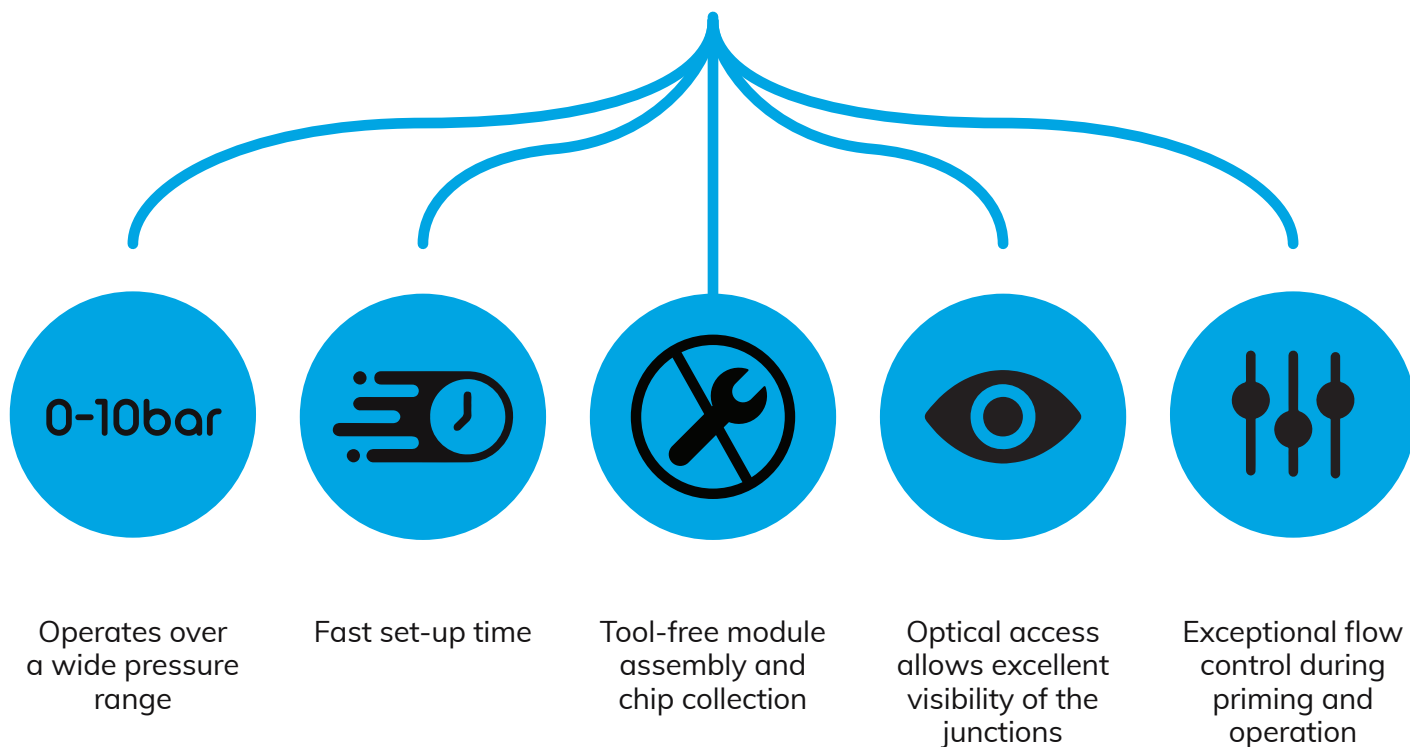 0-10bar
Operates over
a wide pressure
range
Fast set-up time
Tool-free module
assembly and
chip collection
Optical access
allows excellent
visibility of the
junctions
Exceptional flow
control during
priming and
operation